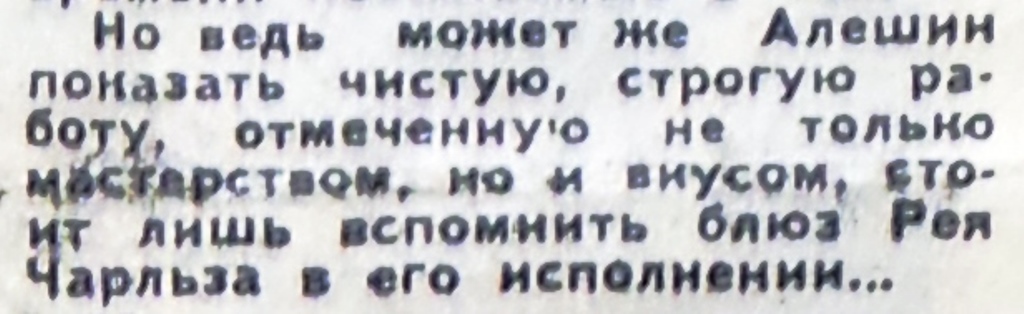 Но ведь может же Алешин
показать чистую, строгую ра-
боту, отмеченную не только
мастерством, но и вкусом, сто-
ит лишь вспомнить блюз Рея
Чарльза в его исполнении...